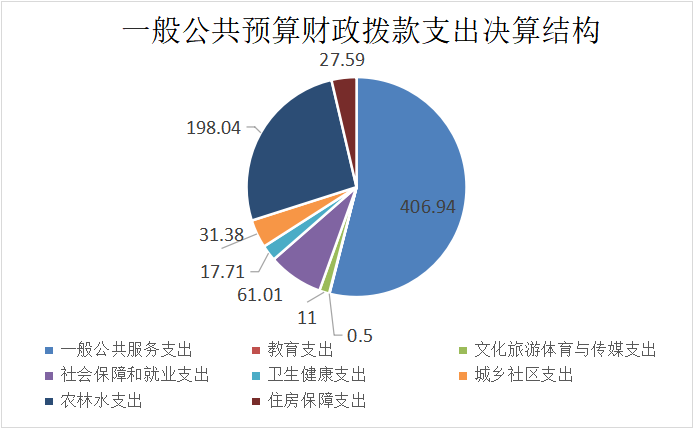 一般公共预算财政拨款支出决算结构
27.59
198.04
406.94
31.38
17.71
61.01
11
0.5
一般公共服务支出
教育支出
文化旅游体育与传媒支出
社会保障和就业支出
卫生健康支出
城乡社区支出
农林水支出
住房保障支出